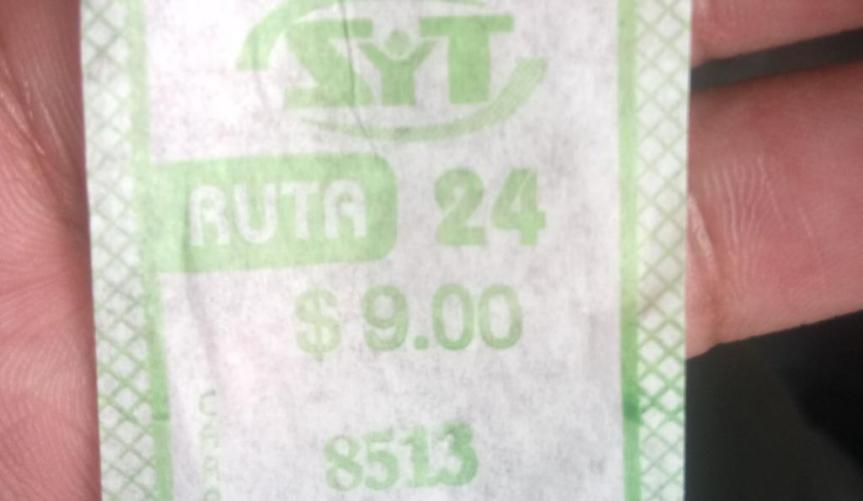 SYT
RUTA 24
$ 9.00
8513